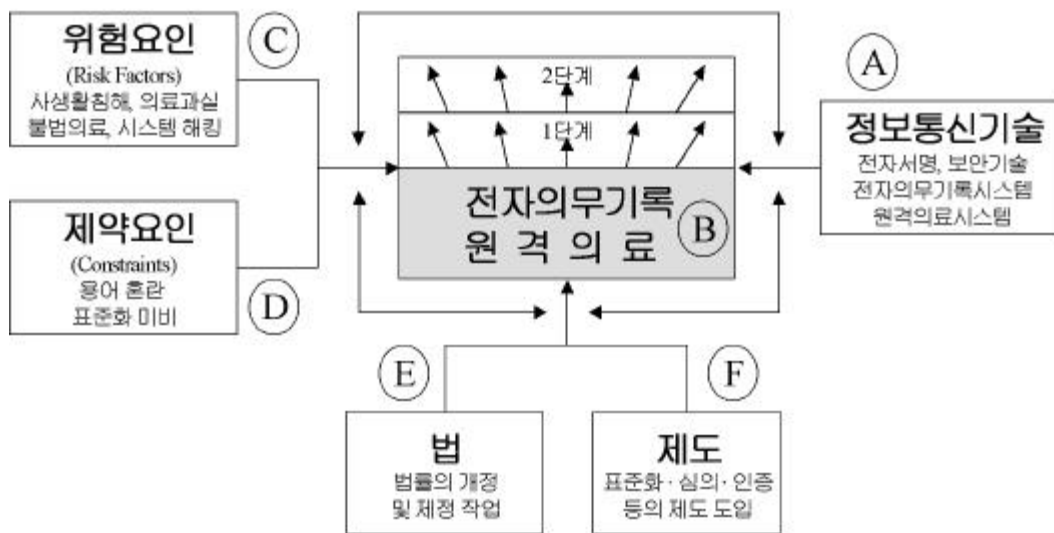 위험요인
(Risk Factors)
사생활침해, 의료과실
불법의료, 시스템 해킹
C
제약요인
(Constraints)
용어 혼란
표준화 미비
D
2단계
1단계
전자의무기록
원 격 의 료
B
A
정보통신기술
전자서명, 보안기술
전자의무기록시스템
원격의료시스템
E
법
법률의 개정
및 제정 작업
F
제도
표준화 · 심의 · 인증
등의 제도 도입